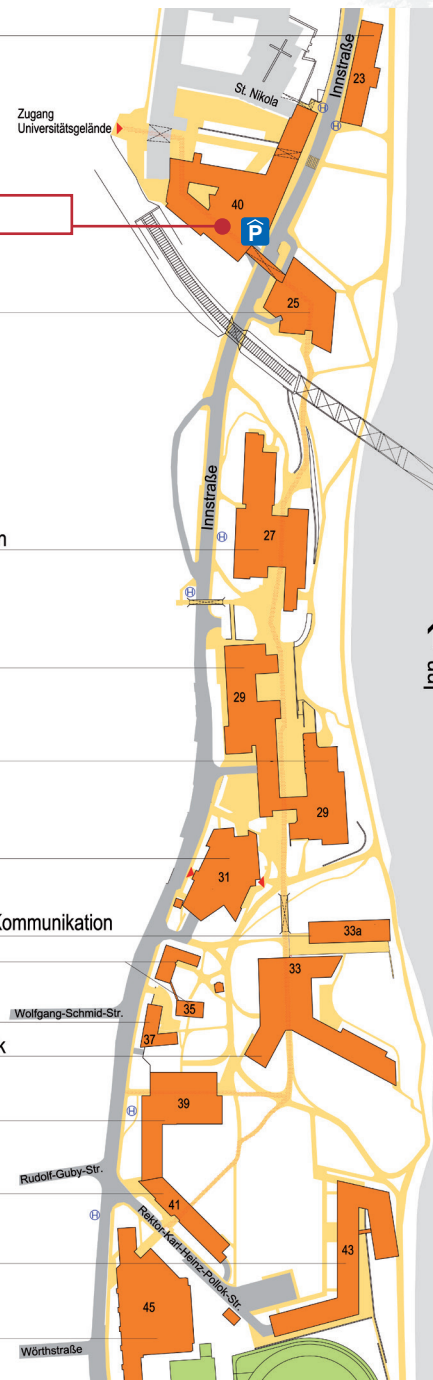 23
Innstraße
St. Nikola
H
Zugang
Universitätsgelände
H
40
P
25
Innstraße
n
H
27
H
Inn
29
29
31
Kommunikation
33a
33
35
Wolfgang-Schmid-Str.
37
k
39
H
Rudolf-Guby-Str.
41
Rektor-Karl-Heinz-Pollok-Str.
H
43
45
Wörthstraße